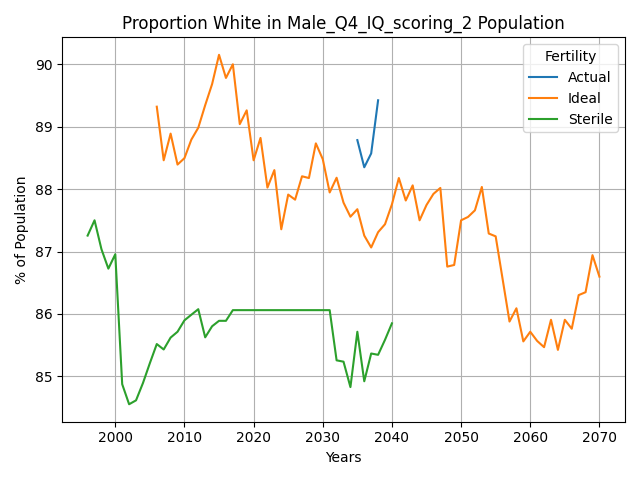 Proportion White in Male_Q4_IQ_scoring_2 Population
Fertility
Actual
Ideal
Sterile
% of Population
90
89
88
87
86
85
2000 2010 2020 2030 2040 2050 2060 2070
Years